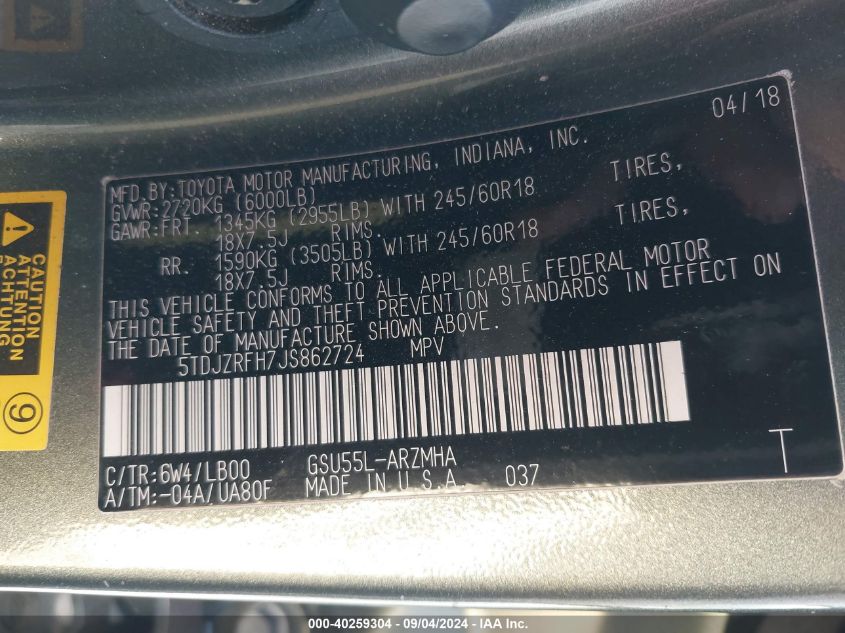 04/18
MFD.BY:TOYOTA MOTOR MANUFACTURING, INDIANA, INC.
GVWR:2720KG (6000LB)
GAWR:FRT. 1345KG (2955LB) WITH 245/60R18 TIRES,
18X7.5J RIMS.
RR. 1590KG (3505LB) WITH 245/60R18 TIRES,
18X7.5J RIMS.
THIS VEHICLE CONFORMS TO ALL APPLICABLE FEDERAL MOTOR
VEHICLE SAFETY AND THEFT PREVENTION STANDARDS IN EFFECT ON
THE DATE OF MANUFACTURE SHOWN ABOVE.
5TDJZRFH7JS862724 MPV
C/TR:6W4/LB00 GSU55L-ARZMHA
A/TM:-04A/UA80F MADE IN U.S.A. 037
T
CAUTION
ATTENTION
ACHTUNG
9
000-40259304 - 09/04/2024 - IAA Inc.